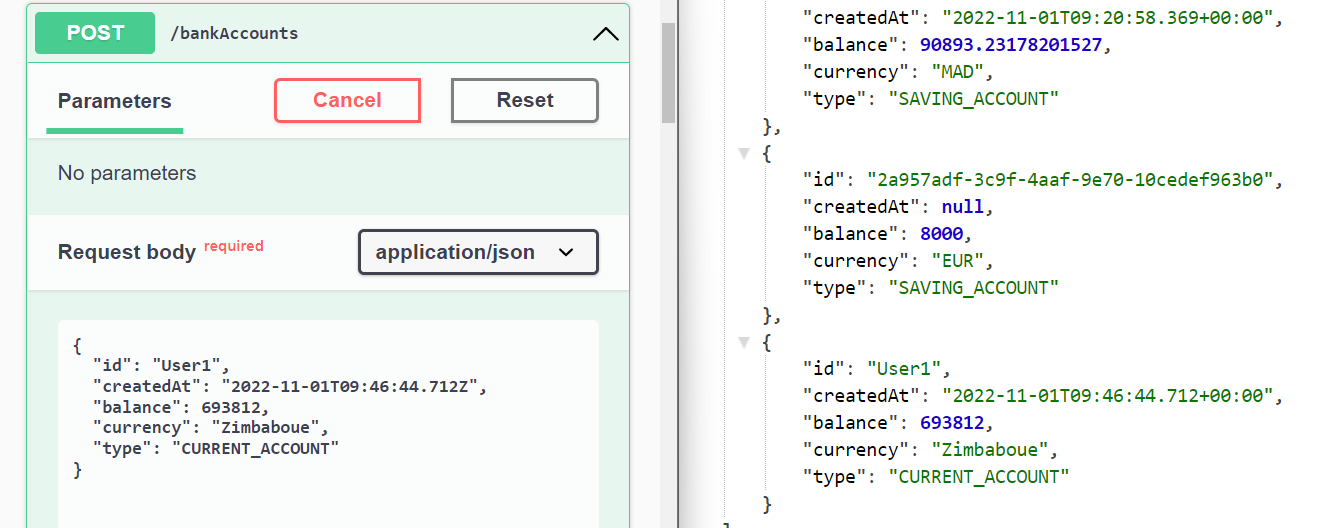 POST /bankAccounts
Parameters Cancel Reset
No parameters
Request body required application/json
{
"id": "User1",
"createdAt": "2022-11-01T09:46:44.712Z",
"balance": 693812,
"currency": "Zimbaboue",
"type": "CURRENT_ACCOUNT"
}
"createdAt": "2022-11-01T09:20:58.369+00:00",
"balance": 90893.23178201527,
"currency": "MAD",
"type": "SAVING_ACCOUNT"
},
{
"id": "2a957adf-3c9f-4aaf-9e70-10cedef963b0",
"createdAt": null,
"balance": 8000,
"currency": "EUR",
"type": "SAVING_ACCOUNT"
},
{
"id": "User1",
"createdAt": "2022-11-01T09:46:44.712+00:00",
"balance": 693812,
"currency": "Zimbaboue",
"type": "CURRENT_ACCOUNT"
}